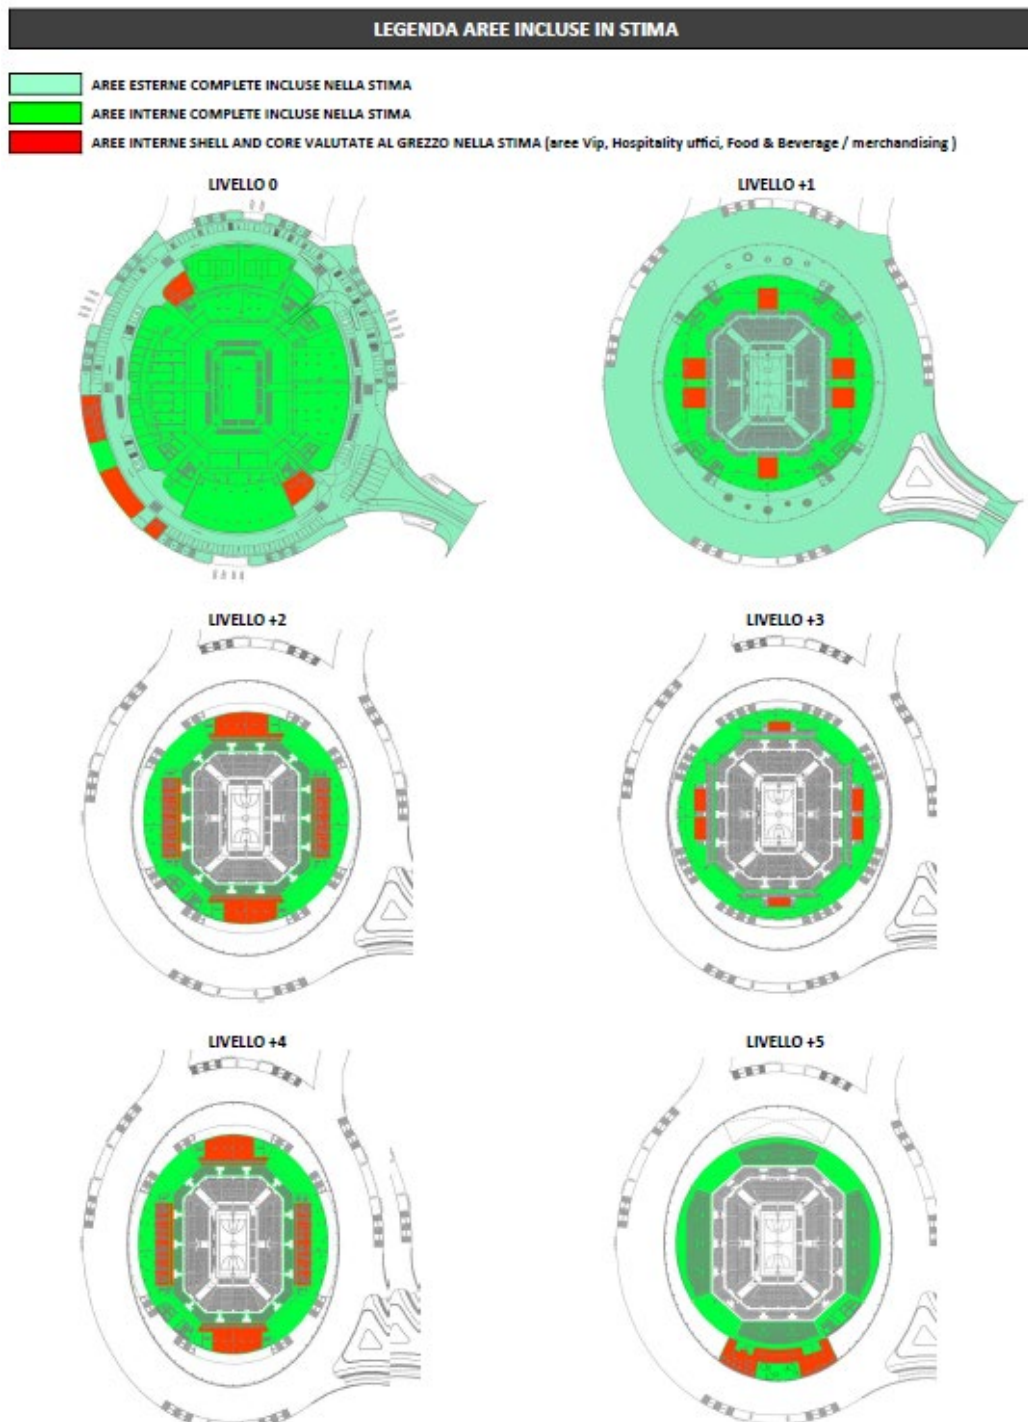 LEGENDA AREE INCLUSE IN STIMA
AREE ESTERNE COMPLETE INCLUSE NELLA STIMA
AREE INTERNE COMPLETE INCLUSE NELLA STIMA
AREE INTERNE SHELL AND CORE VALUTATE AL GREZZO NELLA STIMA (aree Vip, Hospitality uffici, Food & Beverage / merchandising )
LIVELLO 0
LIVELLO +1
LIVELLO +2
LIVELLO +3
LIVELLO +4
LIVELLO +5